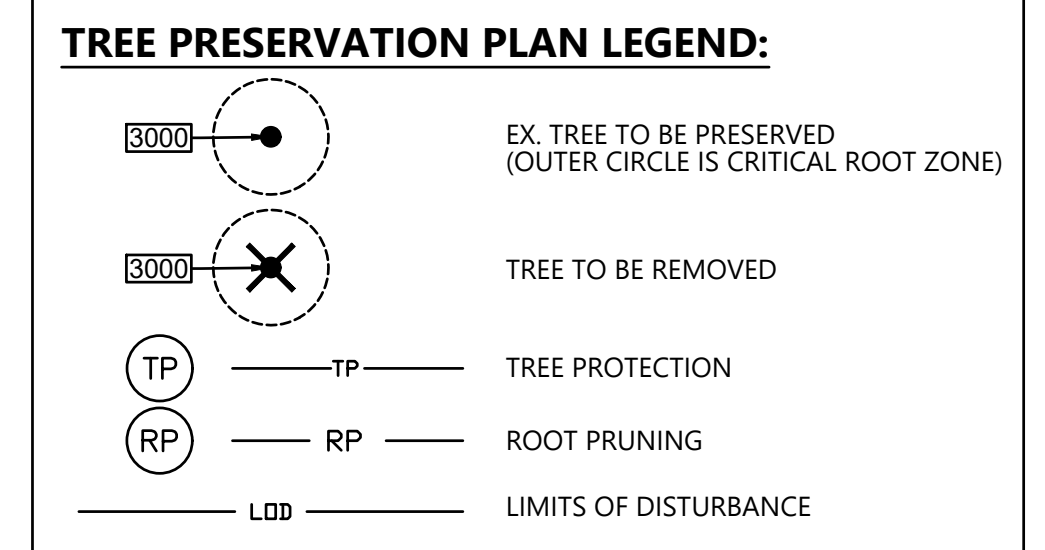 TREE PRESERVATION PLAN LEGEND:
3000 EX. TREE TO BE PRESERVED
(OUTER CIRCLE IS CRITICAL ROOT ZONE)
3000 TREE TO BE REMOVED
TP TP TREE PROTECTION
RP RP ROOT PRUNING
LOD LIMITS OF DISTURBANCE